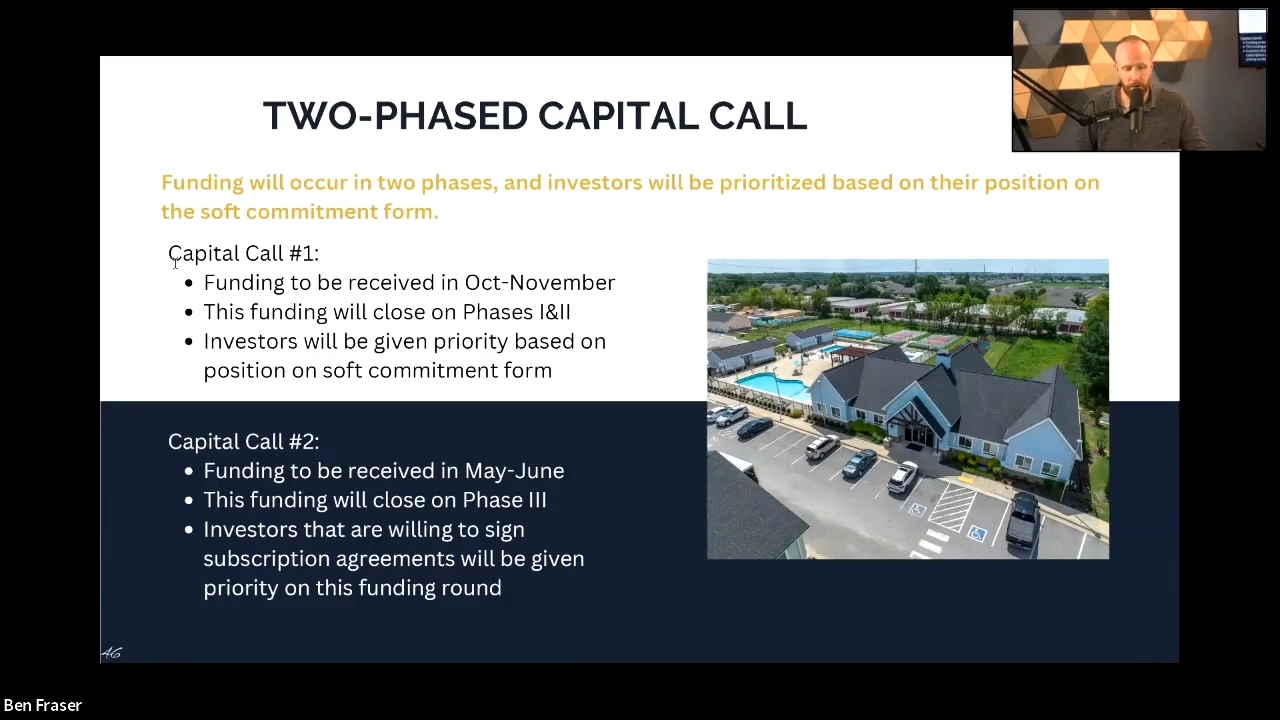 TWO-PHASED CAPITAL CALL
Funding will occur in two phases, and investors will be prioritized based on their position on
the soft commitment form.
Capital Call #1:
• Funding to be received in Oct-November
• This funding will close on Phases I&II
• Investors will be given priority based on
position on soft commitment form
Capital Call #2:
• Funding to be received in May-June
• This funding will close on Phase III
• Investors that are willing to sign
subscription agreements will be given
priority on this funding round
46
Ben Fraser